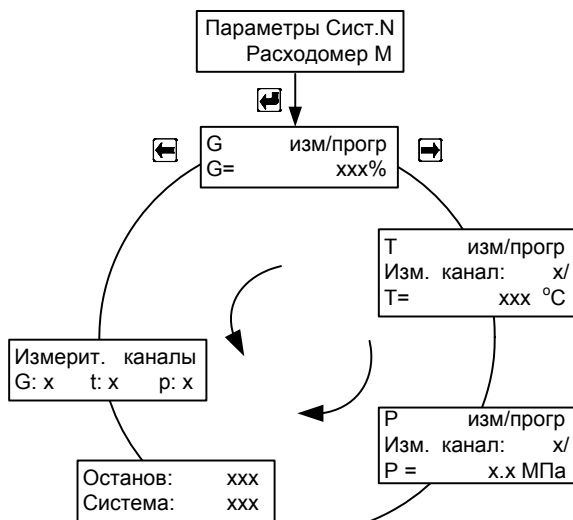 Параметры Сист.N
Расходомер M
G изм/прогр
G= xxx%
T изм/прогр
Изм. канал: x/
T= xxx °C
Измерит. каналы
G: x t: x p: x
P изм/прогр
Изм. канал: x/
P = x.x МПа
Останов: xxx
Система: xxx